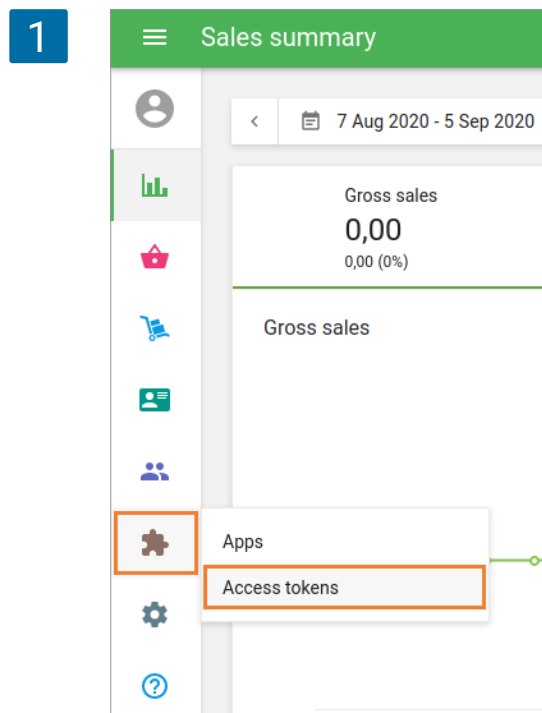 1
Sales summary
7 Aug 2020 - 5 Sep 2020
Gross sales
0,00
0,00 (0%)
Gross sales
Apps
Access tokens